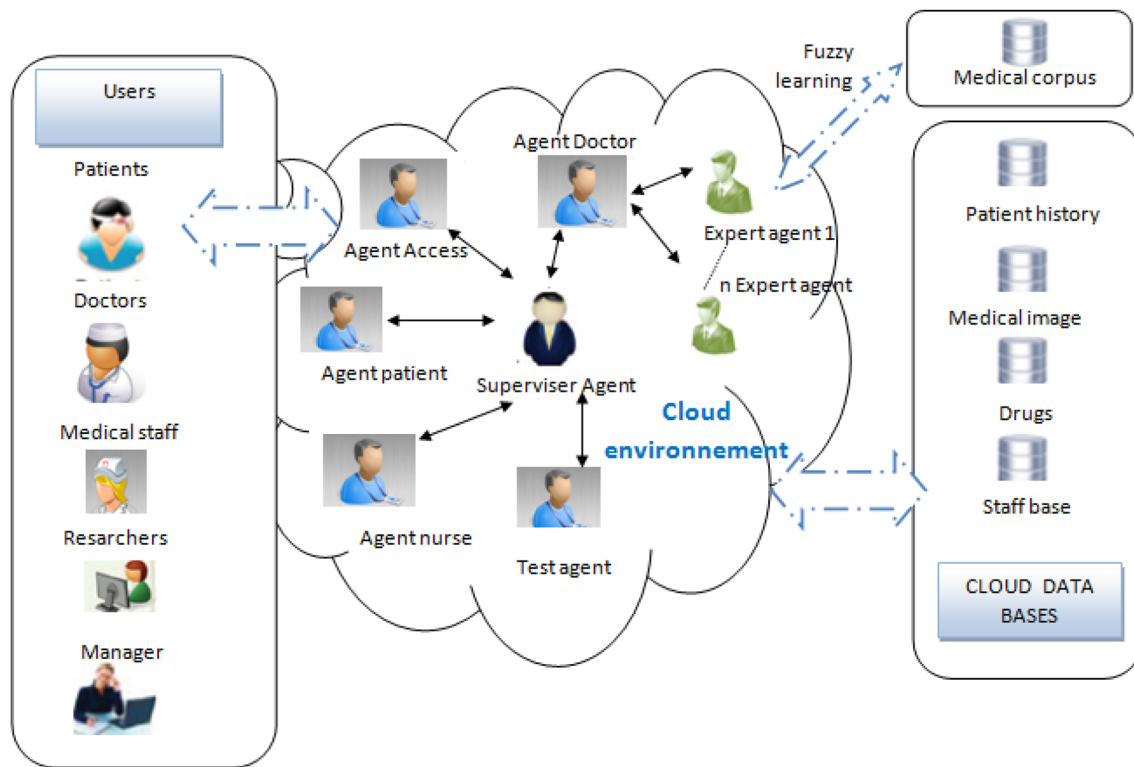 Users
Patients
Doctors
Medical staff
Resarchers
Manager
Agent Doctor
Agent Access
Expert agent 1
n Expert agent
Agent patient
Superviser Agent
Cloud
environnement
Agent nurse
Test agent
Fuzzy
learning
Medical corpus
Patient history
Medical image
Drugs
Staff base
CLOUD DATA
BASES